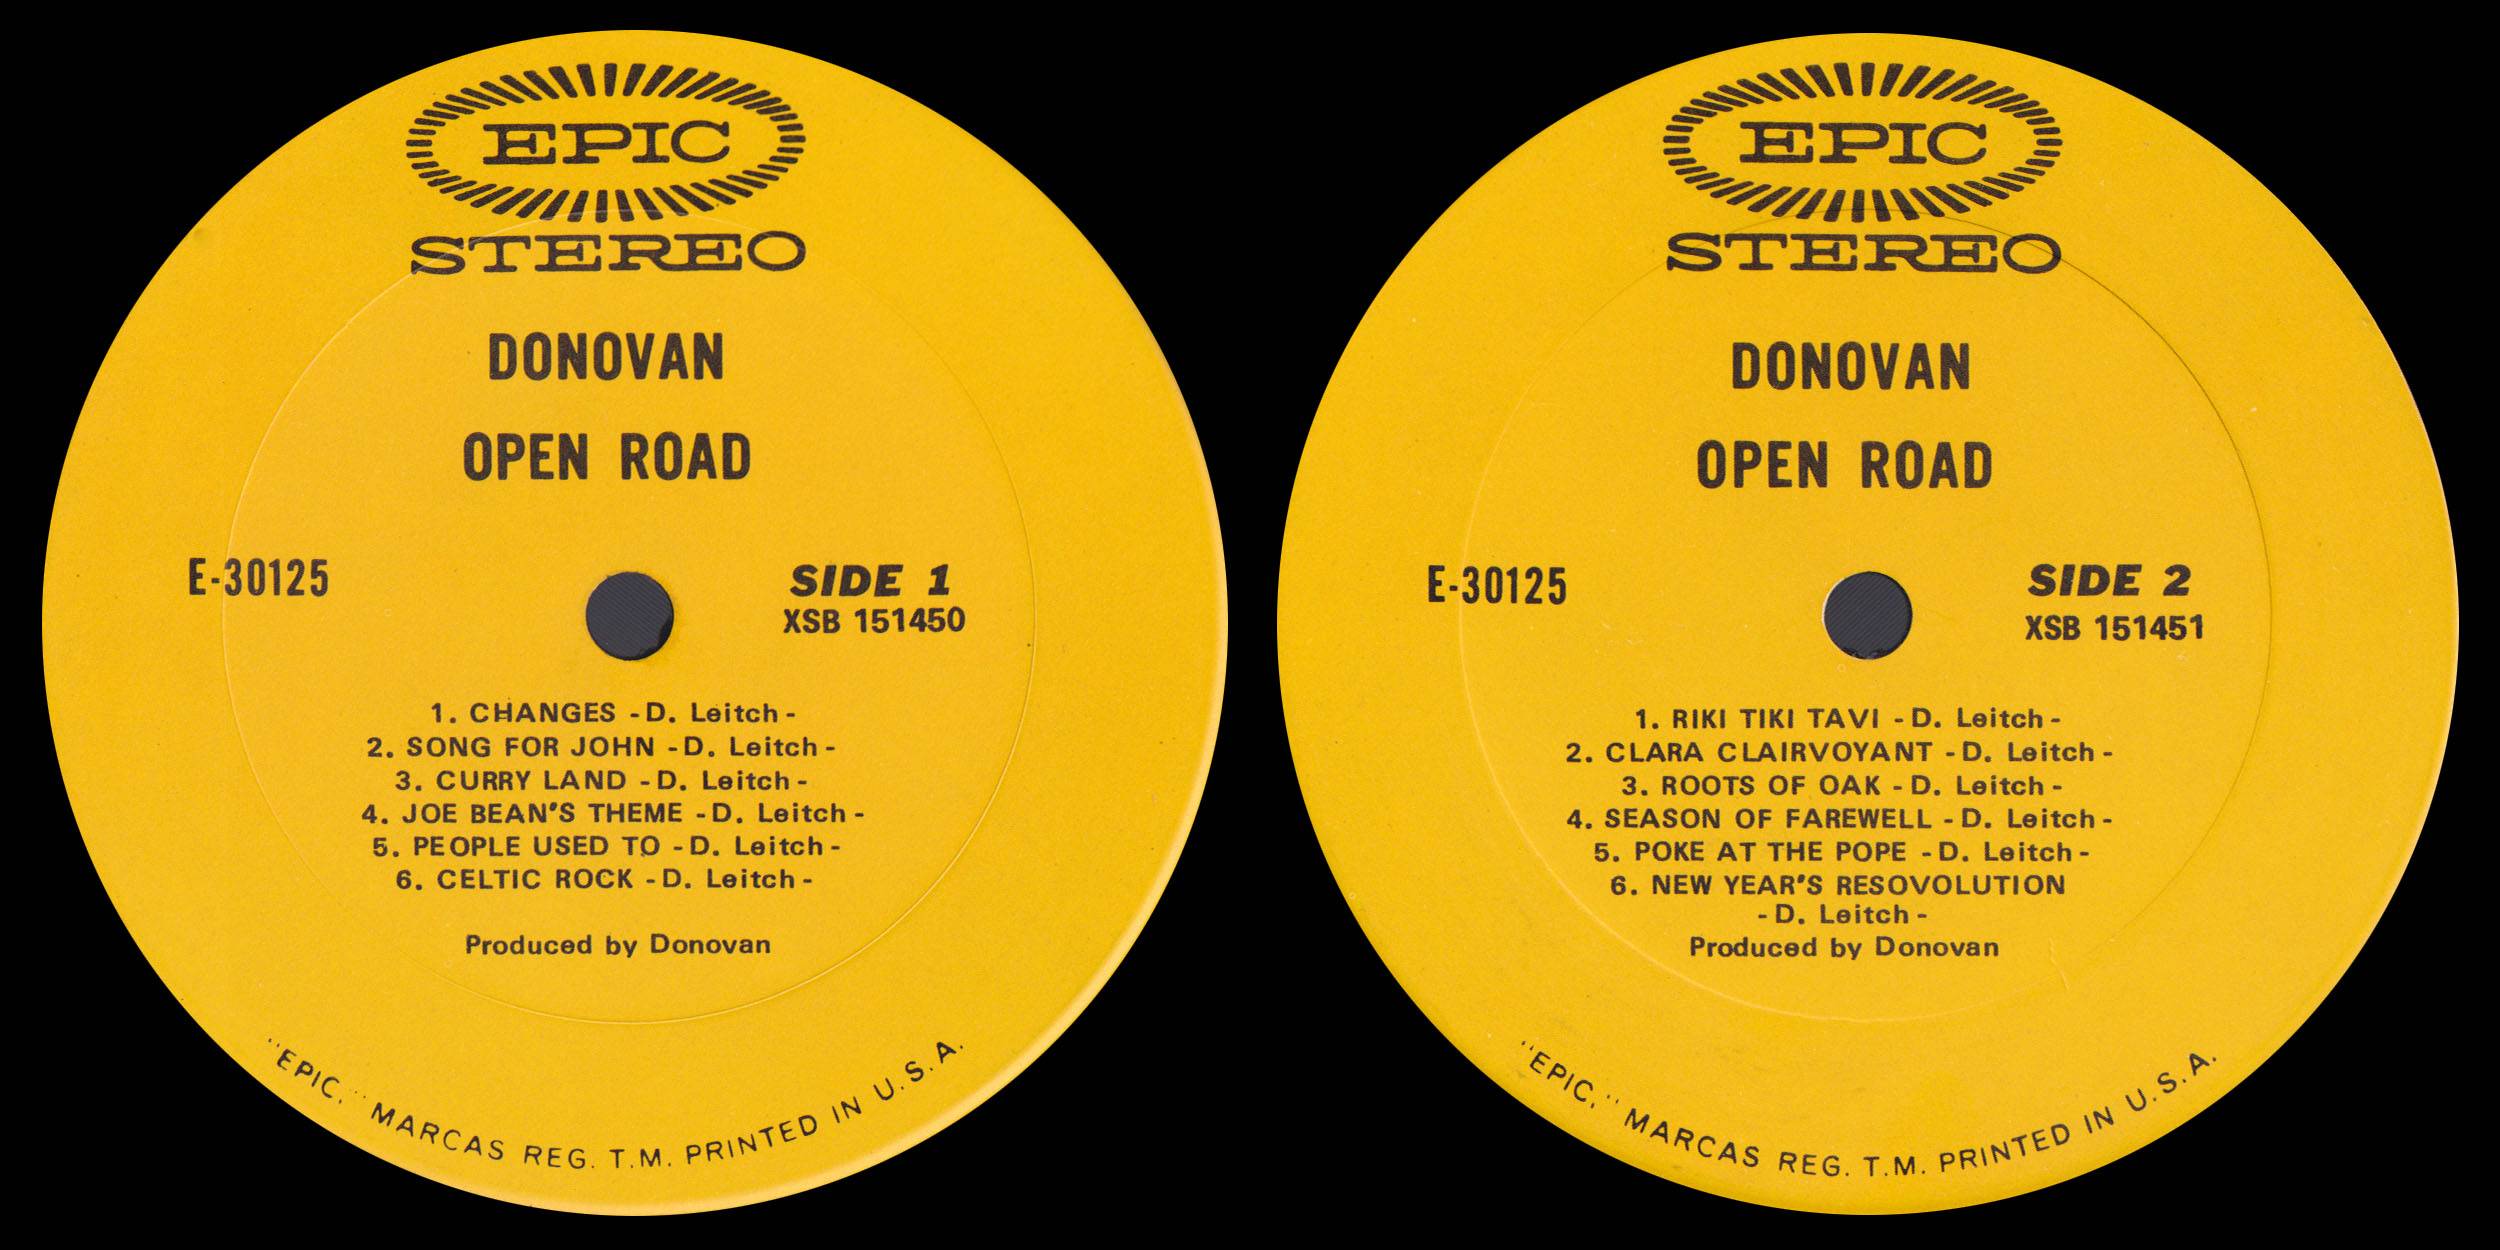 EPIC
STEREO
DONOVAN
OPEN ROAD
E-30125
SIDE 1
XSB 151450
1. CHANGES -D. Leitch-
2. SONG FOR JOHN -D. Leitch-
3. CURRY LAND -D. Leitch-
4. JOE BEAN'S THEME -D. Leitch-
5. PEOPLE USED TO -D. Leitch-
6. CELTIC ROCK -D. Leitch-
Produced by Donovan
"EPIC," MARCAS REG. T.M. PRINTED IN U.S.A.
EPIC
STEREO
DONOVAN
OPEN ROAD
E-30125
SIDE 2
XSB 151451
1. RIKI TIKI TAVI -D. Leitch-
2. CLARA CLAIRVOYANT -D. Leitch-
3. ROOTS OF OAK -D. Leitch-
4. SEASON OF FAREWELL -D. Leitch-
5. POKE AT THE POPE -D. Leitch-
6. NEW YEAR'S RESOVOLUTION
-D. Leitch-
Produced by Donovan
"EPIC," MARCAS REG. T.M. PRINTED IN U.S.A.